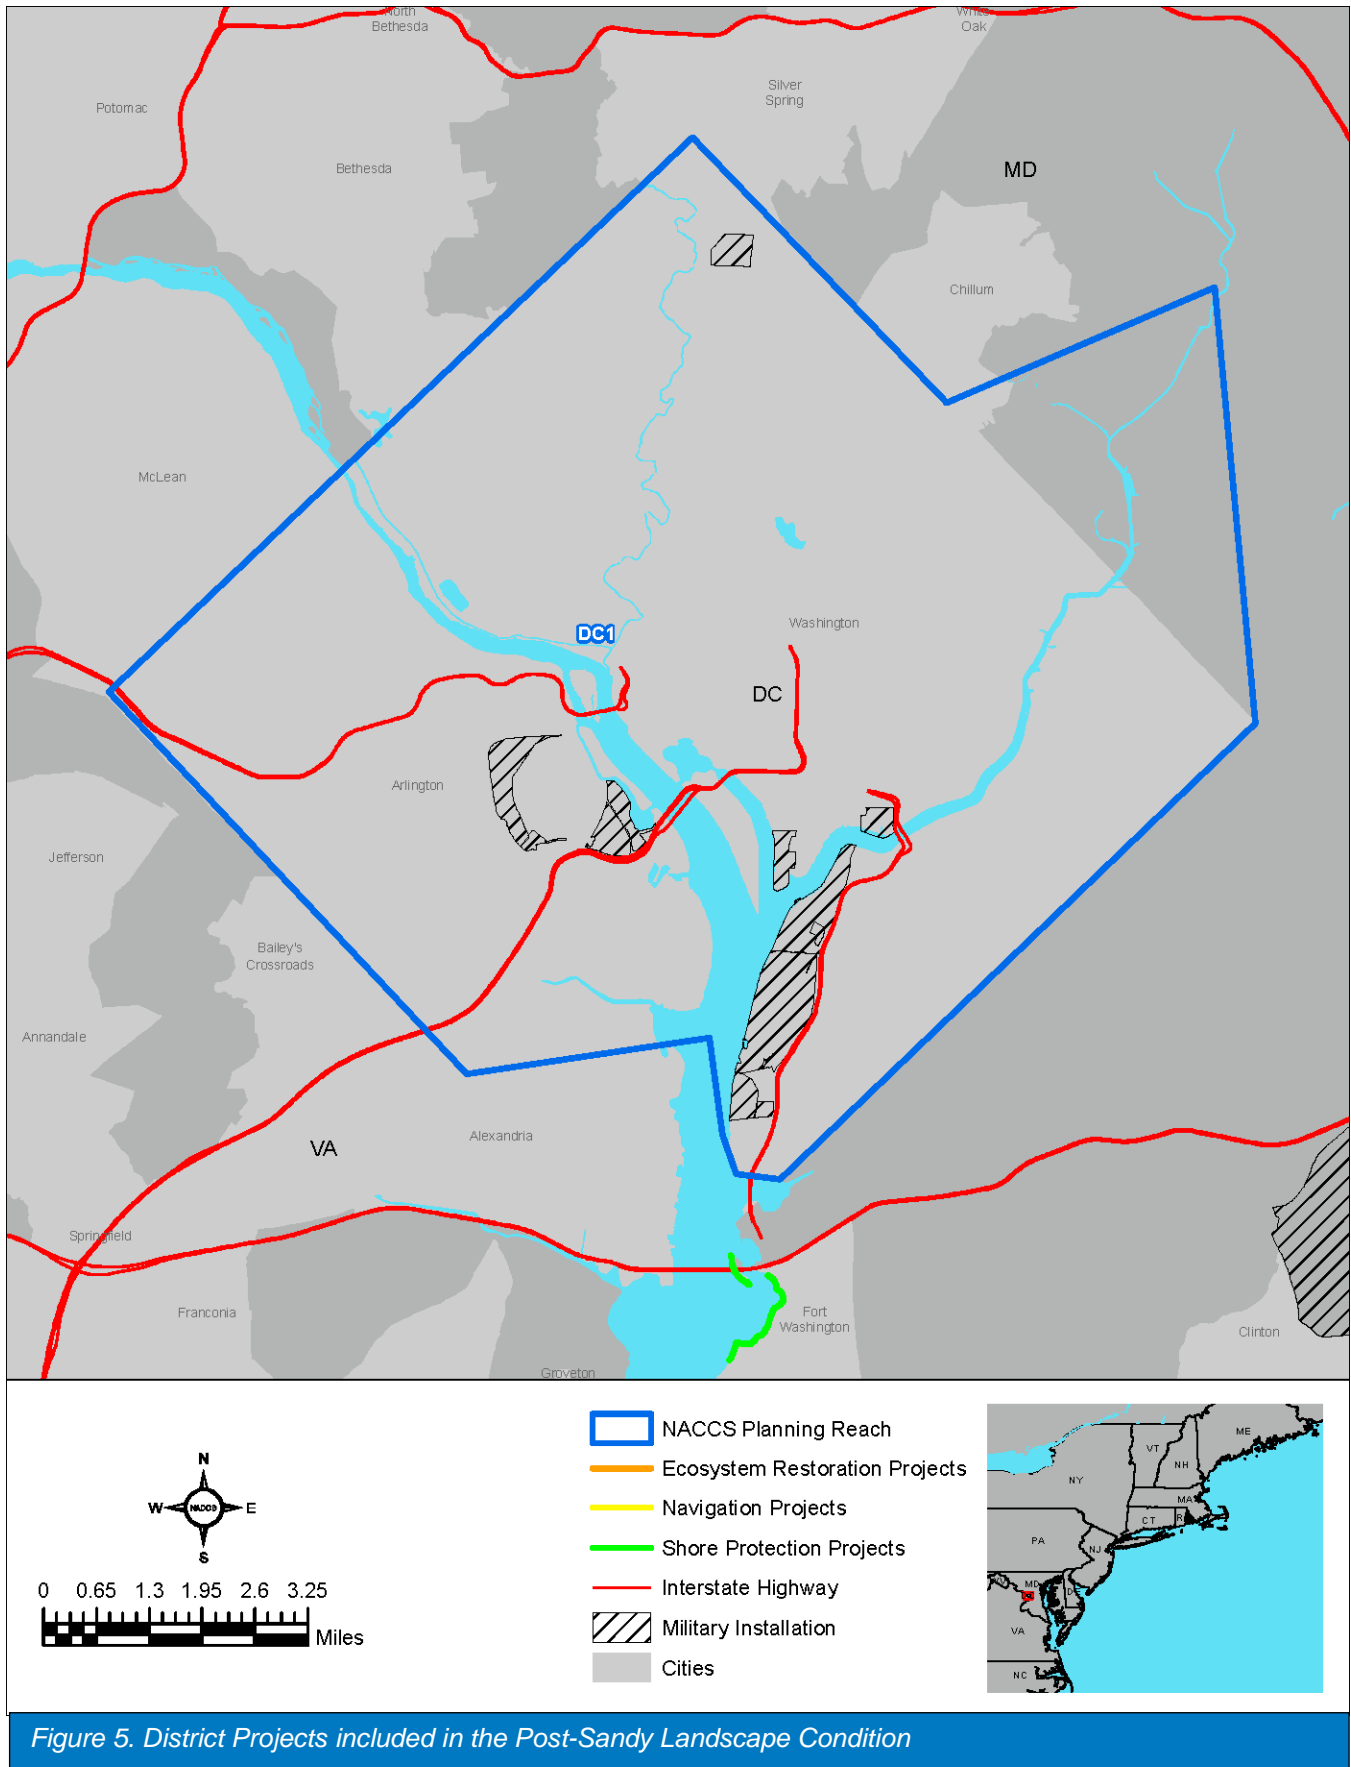 North
Bethesda
White
Oak
Potomac
Silver
Spring
Bethesda
MD
Chillum
McLean
Washington
DC1
DC
Arlington
Jefferson
Bailey's
Crossroads
Annandale
Alexandria
VA
Springfield
Franconia
Fort
Washington
Clinton
Groveton
N
W
NACCS
E
S
0 0.65 1.3 1.95 2.6 3.25
Miles
NACCS Planning Reach
Ecosystem Restoration Projects
Navigation Projects
Shore Protection Projects
Interstate Highway
Military Installation
Cities
ME
VT
NH
NY
MA
CT
R
PA
NJ
MD
DE
VA
NC
Figure 5. District Projects included in the Post-Sandy Landscape Condition